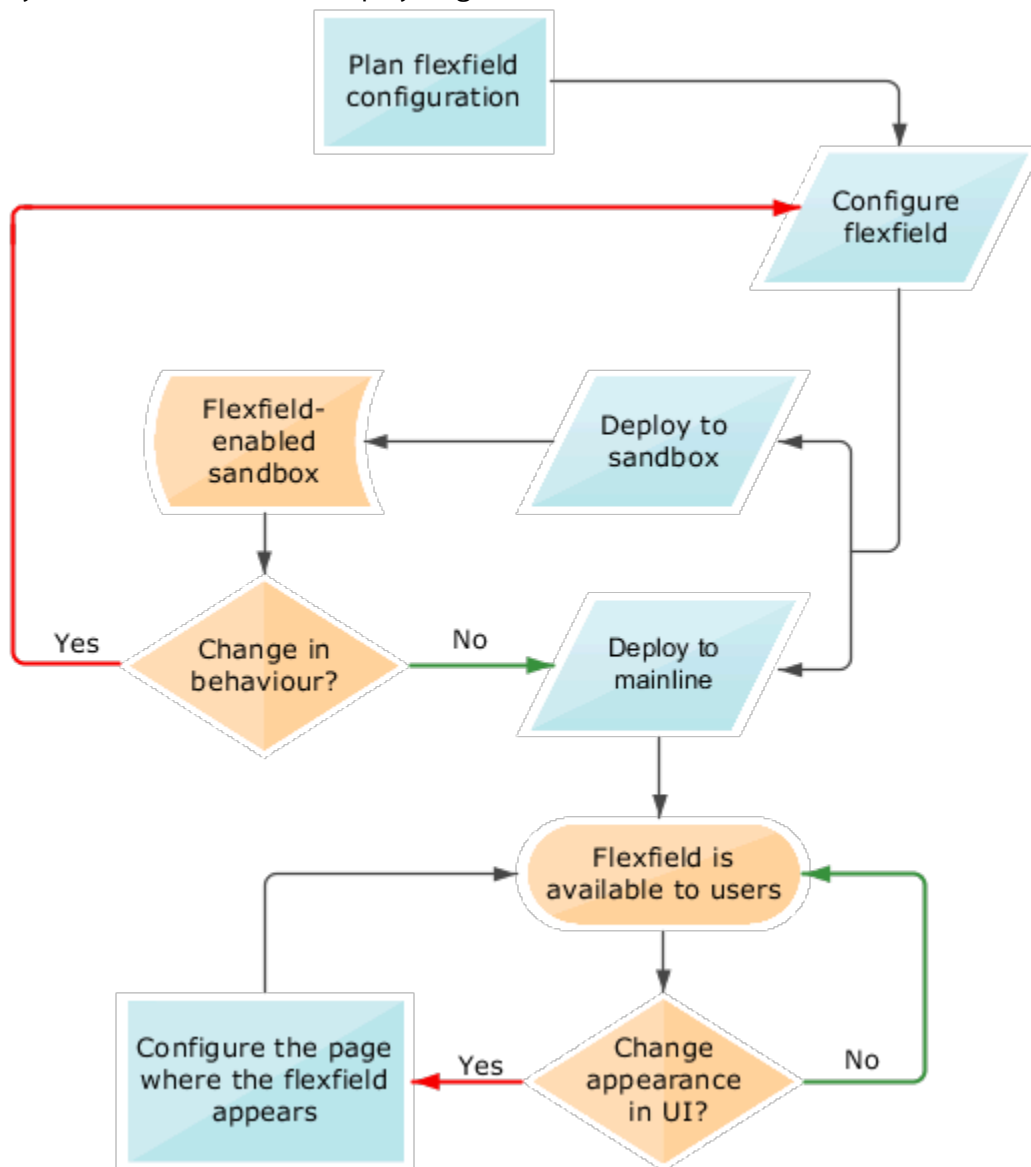 Plan flexfield
configuration
Configure
flexfield
Flexfield-
enabled
sandbox
Deploy to
sandbox
Yes
Change in
behaviour?
No
Deploy to
mainline
Flexfield is
available to users
Configure the page
where the flexfield
appears
Yes
Change
appearance
in UI?
No